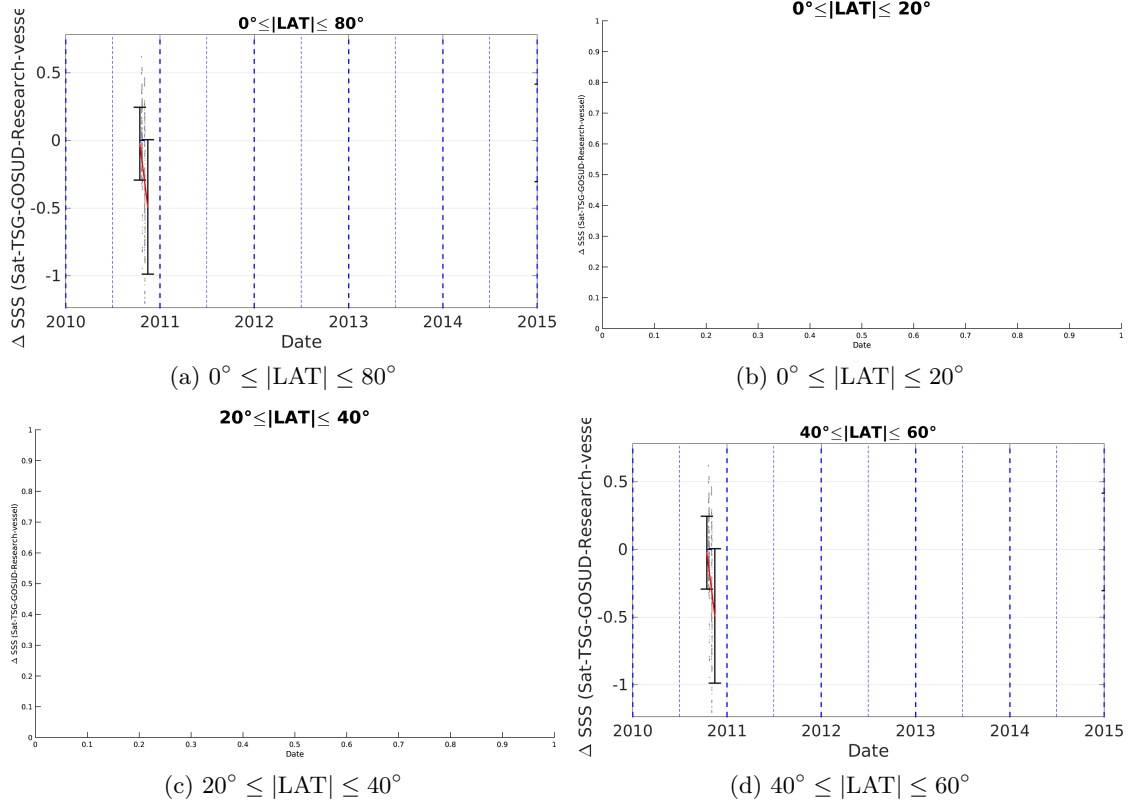 0°≤|LAT|≤ 80°
Δ SSS (Sat-TSG-GOSUD-Research-vesse
0.5
0
-0.5
-1
2010 2011 2012 2013 2014 2015
Date
(a) 0° ≤ |LAT| ≤ 80°
0°≤|LAT|≤ 20°
Δ SSS (Sat-TSG-GOSUD-Research-vessel)
1
0.9
0.8
0.7
0.6
0.5
0.4
0.3
0.2
0.1
0
0 0.1 0.2 0.3 0.4 0.5 0.6 0.7 0.8 0.9 1
Date
(b) 0° ≤ |LAT| ≤ 20°
20°≤|LAT|≤ 40°
Δ SSS (Sat-TSG-GOSUD-Research-vessel)
1
0.9
0.8
0.7
0.6
0.5
0.4
0.3
0.2
0.1
0
0 0.1 0.2 0.3 0.4 0.5 0.6 0.7 0.8 0.9 1
Date
(c) 20° ≤ |LAT| ≤ 40°
40°≤|LAT|≤ 60°
Δ SSS (Sat-TSG-GOSUD-Research-vesse
0.5
0
-0.5
-1
2010 2011 2012 2013 2014 2015
Date
(d) 40° ≤ |LAT| ≤ 60°